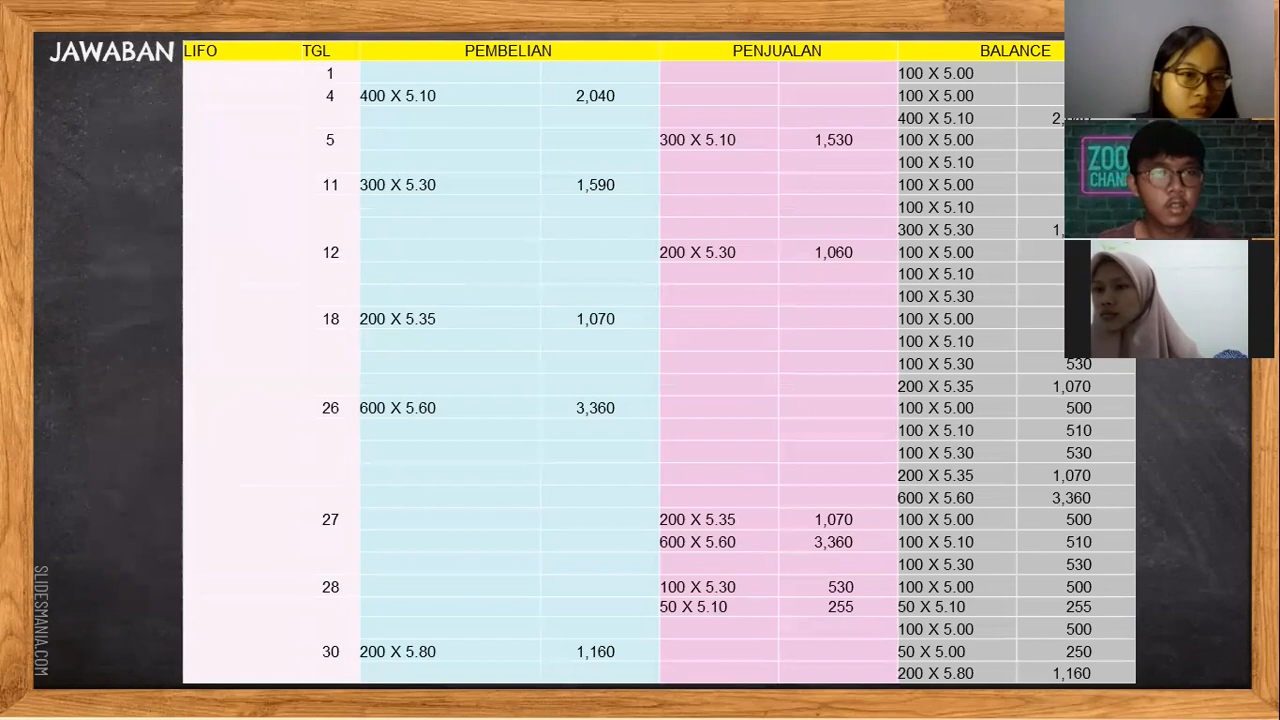 JAWABAN
LIFO TGL PEMBELIAN PENJUALAN BALANCE
1 100 X 5.00
4 400 X 5.10 2,040 100 X 5.00
400 X 5.10
5 300 X 5.10 1,530 100 X 5.00
100 X 5.10
11 300 X 5.30 1,590 100 X 5.00
100 X 5.10
300 X 5.30
12 200 X 5.30 1,060 100 X 5.00
100 X 5.10
100 X 5.30
18 200 X 5.35 1,070 100 X 5.00
100 X 5.10
100 X 5.30 530
200 X 5.35 1,070
26 600 X 5.60 3,360 100 X 5.00 500
100 X 5.10 510
100 X 5.30 530
200 X 5.35 1,070
600 X 5.60 3,360
27 200 X 5.35 1,070 100 X 5.00 500
600 X 5.60 3,360 100 X 5.10 510
100 X 5.30 530
28 100 X 5.30 530 100 X 5.00 500
50 X 5.10 255 50 X 5.10 255
100 X 5.00 500
30 200 X 5.80 1,160 50 X 5.00 250
200 X 5.80 1,160
SLIDESMANIA.COM